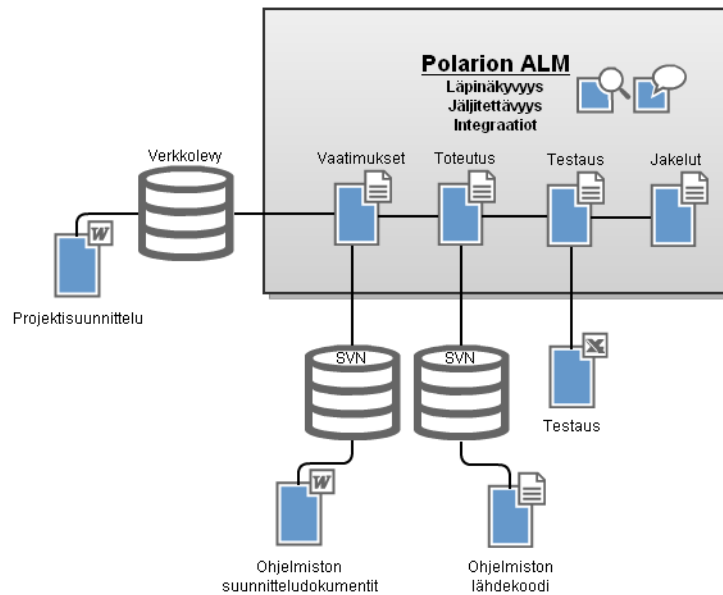 Polarion ALM
Läpinäkyvyys
Jäljitettävyys
Integraatiot
Verkkolevy
Vaatimukset
Toteutus
Testaus
Jakelut
W
Projektisuunnittelu
SVN
SVN
X
Testaus
W
Ohjelmiston
suunnitteludokumentit
Ohjelmiston
lähdekoodi